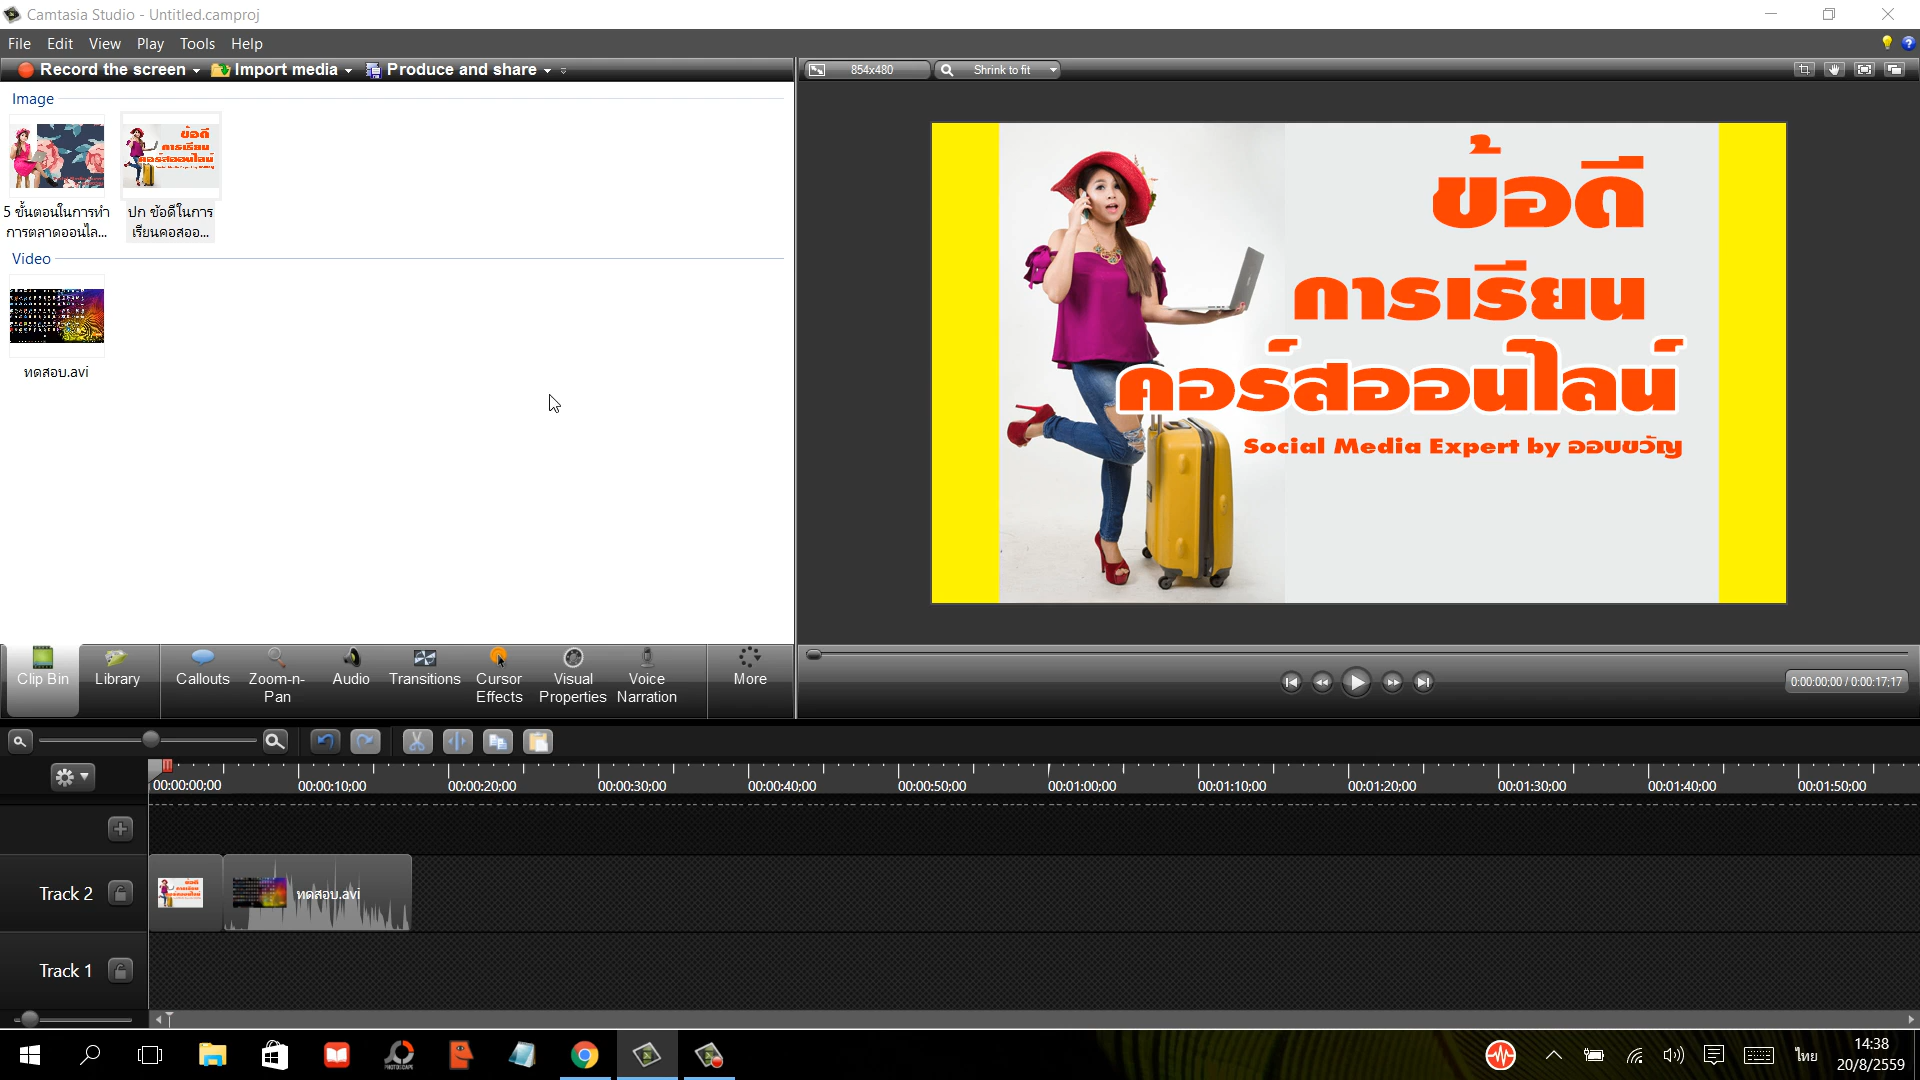 Camtasia Studio - Untitled.camproj
File Edit View Play Tools Help
Record the screen Import media Produce and share
854x480 Shrink to fit
Image
5 ขั้นตอนในการทำ
การตลาดออนไล...
ปก ข้อดีในการ
เรียนคอสออ...
Video
ทดสอบ.avi
ข้อดี
การเรียน
คอร์สออนไลน์
Social Media Expert by ออบขวัญ
Clip Bin
Library
Callouts
Zoom-n-
Pan
Audio
Transitions
Cursor
Effects
Visual
Properties
Voice
Narration
More
0:00:00;00 / 0:00:17;17
00:00:00;00 00:00:10;00 00:00:20;00 00:00:30;00 00:00:40;00 00:00:50;00 00:01:00;00 00:01:10;00 00:01:20;00 00:01:30;00 00:01:40;00 00:01:50;00
Track 2
ทดสอบ.avi
Track 1
ไทย
14:38
20/8/2559